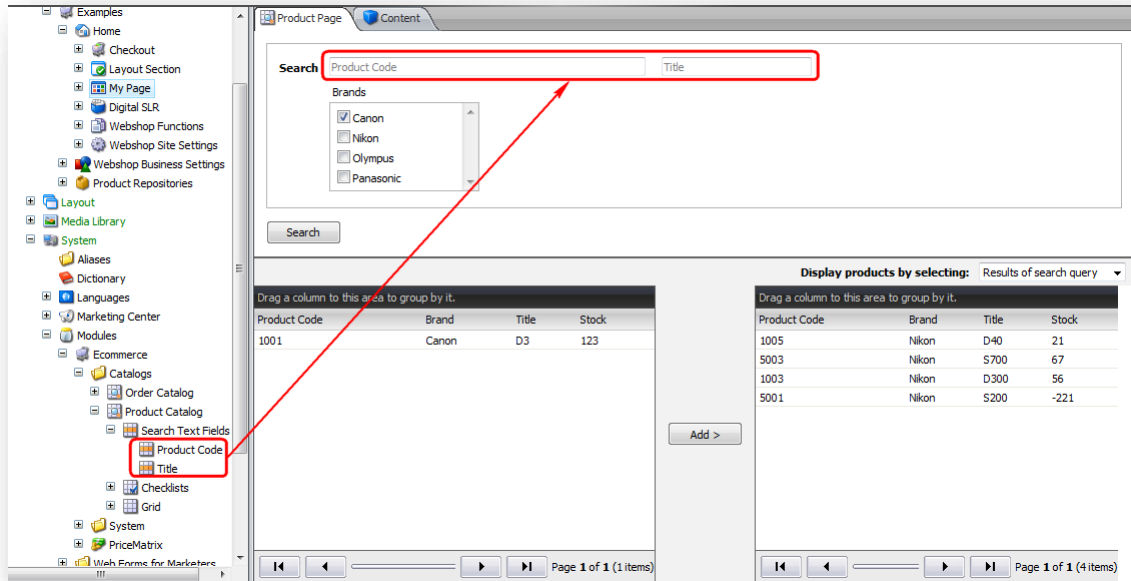 Examples
Home
Checkout
Layout Section
My Page
Digital SLR
Webshop Functions
Webshop Site Settings
Webshop Business Settings
Product Repositories
Layout
Media Library
System
Aliases
Dictionary
Languages
Marketing Center
Modules
Ecommerce
Catalogs
Order Catalog
Product Catalog
Search Text Fields
Product Code
Title
Checklists
Grid
System
PriceMatrix
Web Forms for Marketers
Product Page Content
Search Product Code Title
Brands
Canon
Nikon
Olympus
Panasonic
Search
Display products by selecting: Results of search query
Drag a column to this area to group by it.
Product Code Brand Title Stock
1001 Canon D3 123
Page 1 of 1 (1 items)
Add >
Drag a column to this area to group by it.
Product Code Brand Title Stock
1005 Nikon D40 21
5003 Nikon S700 67
1003 Nikon D300 56
5001 Nikon S200 -221
Page 1 of 1 (4 items)